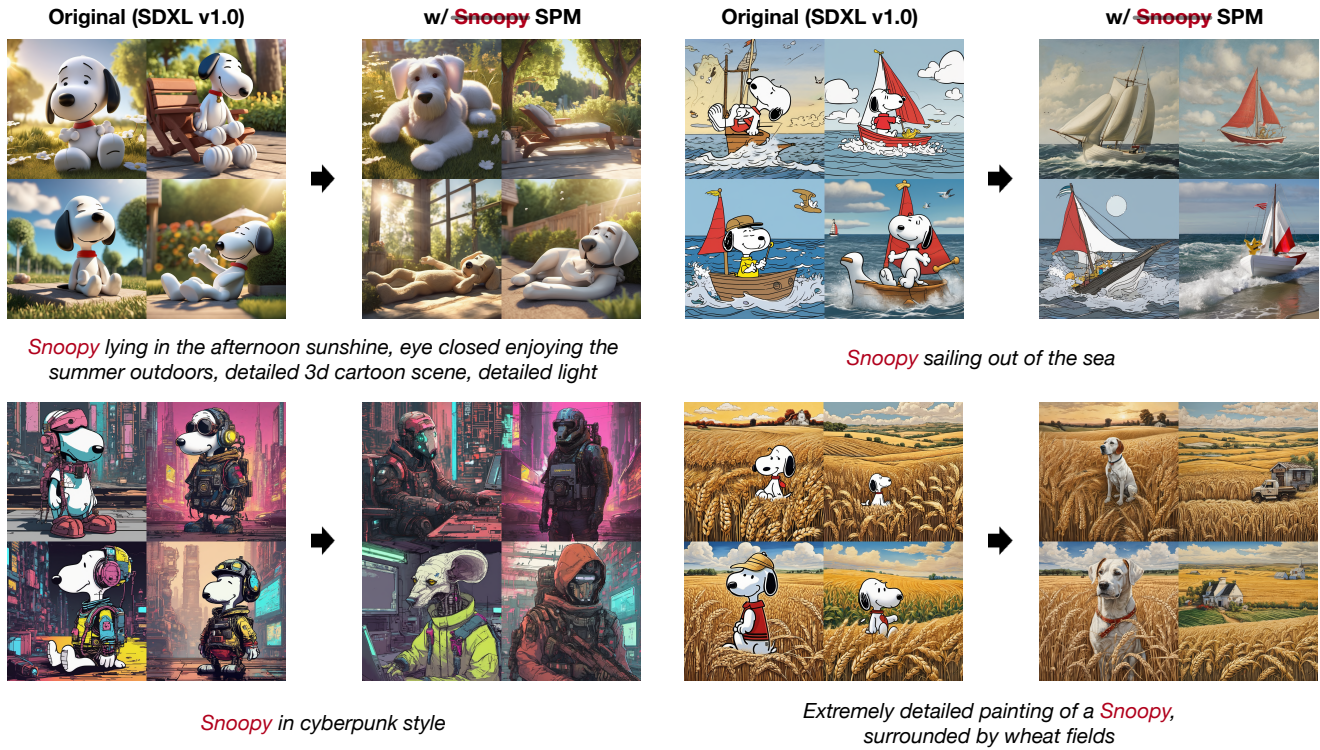 Original (SDXL v1.0)
w/ Snoopy SPM
Original (SDXL v1.0)
w/ Snoopy SPM
Snoopy lying in the afternoon sunshine, eye closed enjoying the
summer outdoors, detailed 3d cartoon scene, detailed light
Snoopy sailing out of the sea
Snoopy in cyberpunk style
Extremely detailed painting of a Snoopy,
surrounded by wheat fields